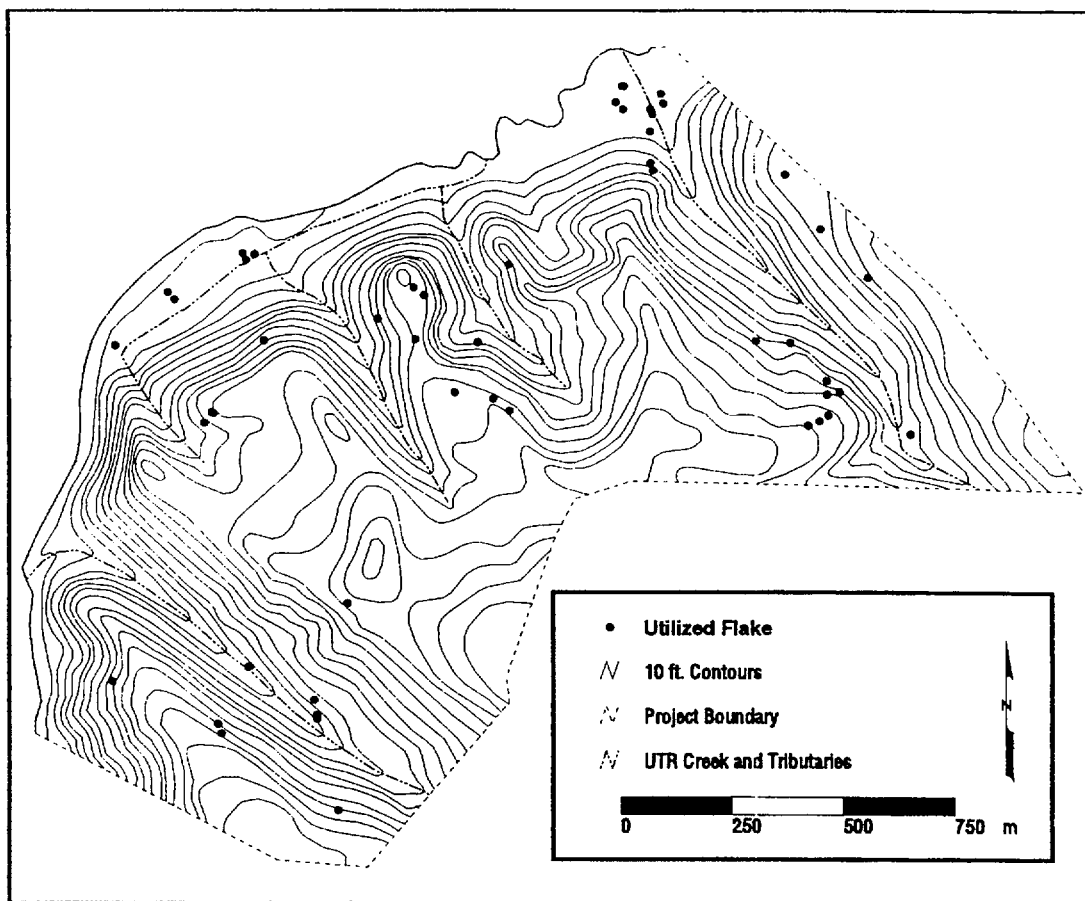 Utilized Flake
10 ft. Contours
Project Boundary
UTR Creek and Tributaries
N
0 250 500 750 m